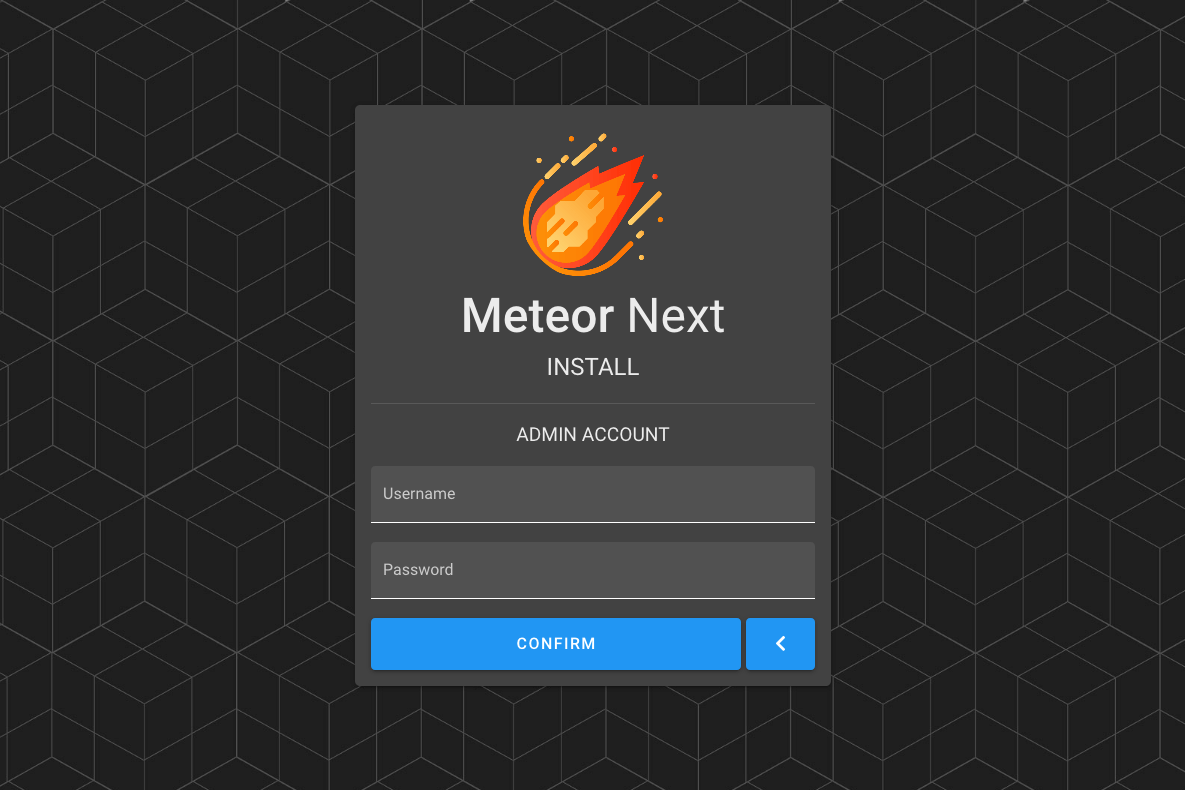 Meteor Next
INSTALL
ADMIN ACCOUNT
Username
Password
CONFIRM